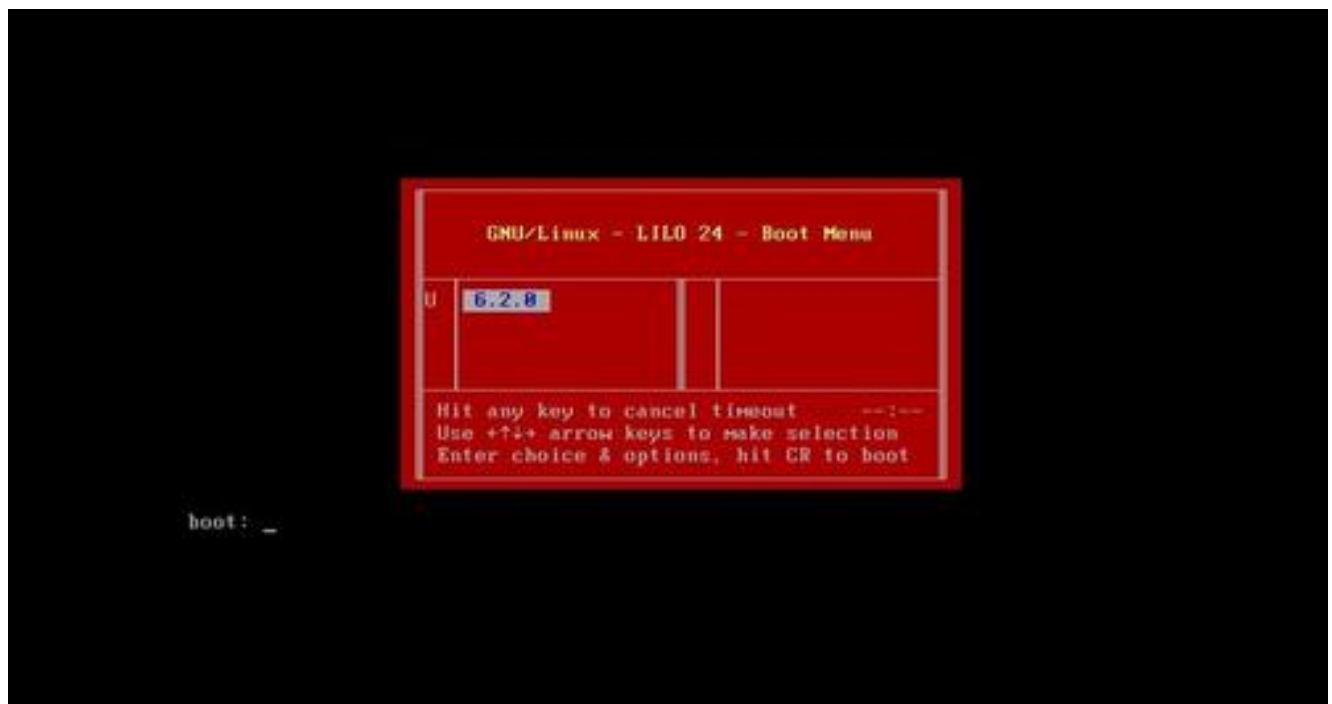 GNU/Linux - LILO 24 - Boot Menu
U 6.2.0
Hit any key to cancel timeout --:--
Use ←↑↓→ arrow keys to make selection
Enter choice & options, hit CR to boot
boot: _